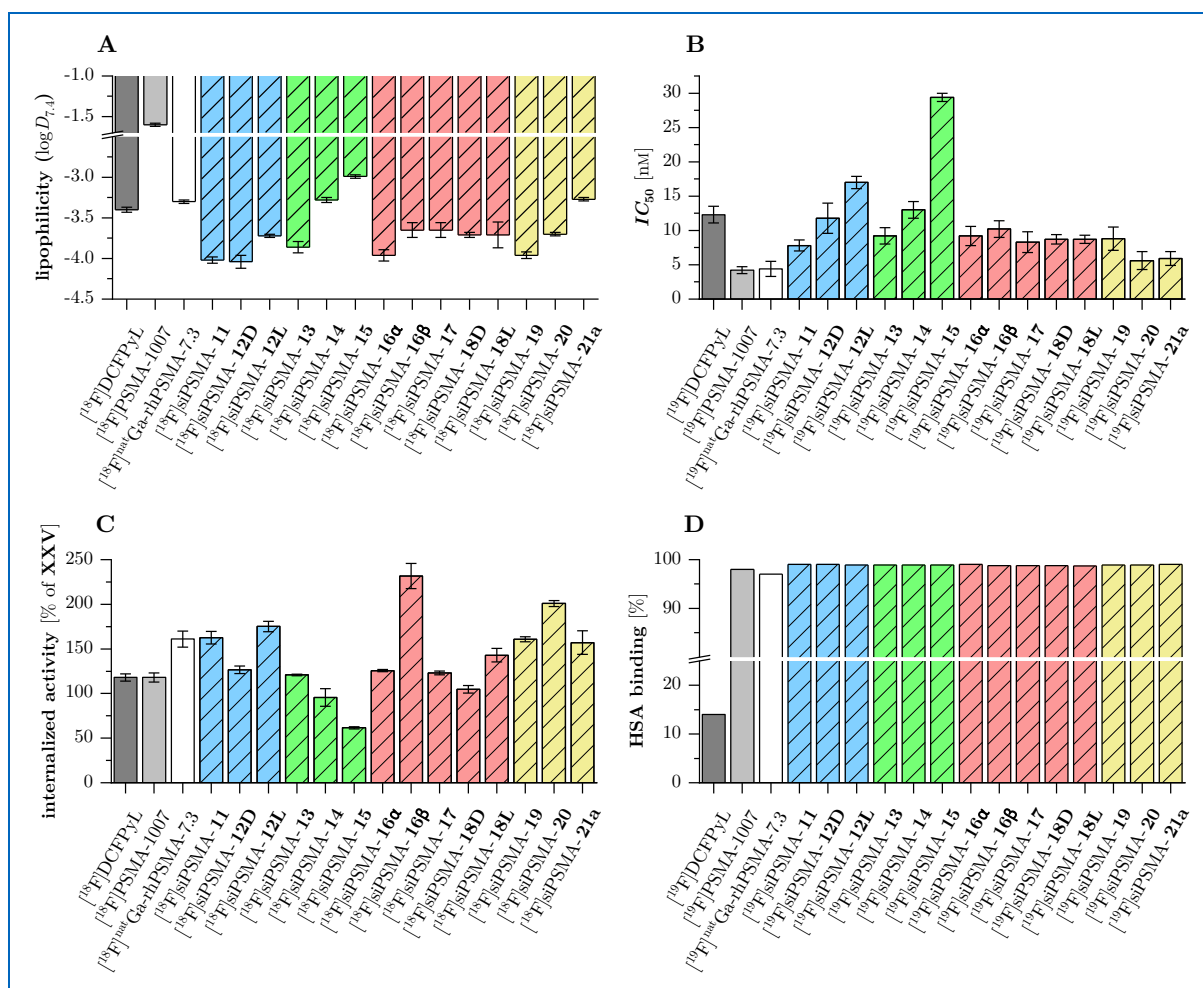 A
lipophilicity (logD7.4)
-1.0
-1.5
-3.0
-3.5
-4.0
-4.5
[18F]DCFPyL
[18F]PSMA-1007
[18F]natGa-rhPSMA-7.3
[18F]siPSMA-11
[18F]siPSMA-12D
[18F]siPSMA-12L
[18F]siPSMA-13
[18F]siPSMA-14
[18F]siPSMA-15
[18F]siPSMA-16α
[18F]siPSMA-16β
[18F]siPSMA-17
[18F]siPSMA-18D
[18F]siPSMA-18L
[18F]siPSMA-19
[18F]siPSMA-20
[18F]siPSMA-21a
B
IC50 [nM]
30
25
20
15
10
5
0
[19F]DCFPyL
[19F]PSMA-1007
[19F]natGa-rhPSMA-7.3
[19F]siPSMA-11
[19F]siPSMA-12D
[19F]siPSMA-12L
[19F]siPSMA-13
[19F]siPSMA-14
[19F]siPSMA-15
[19F]siPSMA-16α
[19F]siPSMA-16β
[19F]siPSMA-17
[19F]siPSMA-18D
[19F]siPSMA-18L
[19F]siPSMA-19
[19F]siPSMA-20
[19F]siPSMA-21a
C
internalized activity [% of XXV]
250
200
150
100
50
0
[18F]DCFPyL
[18F]PSMA-1007
[18F]natGa-rhPSMA-7.3
[18F]siPSMA-11
[18F]siPSMA-12D
[18F]siPSMA-12L
[18F]siPSMA-13
[18F]siPSMA-14
[18F]siPSMA-15
[18F]siPSMA-16α
[18F]siPSMA-16β
[18F]siPSMA-17
[18F]siPSMA-18D
[18F]siPSMA-18L
[18F]siPSMA-19
[18F]siPSMA-20
[18F]siPSMA-21a
D
HSA binding [%]
100
90
20
10
0
[19F]DCFPyL
[19F]PSMA-1007
[19F]natGa-rhPSMA-7.3
[19F]siPSMA-11
[19F]siPSMA-12D
[19F]siPSMA-12L
[19F]siPSMA-13
[19F]siPSMA-14
[19F]siPSMA-15
[19F]siPSMA-16α
[19F]siPSMA-16β
[19F]siPSMA-17
[19F]siPSMA-18D
[19F]siPSMA-18L
[19F]siPSMA-19
[19F]siPSMA-20
[19F]siPSMA-21a